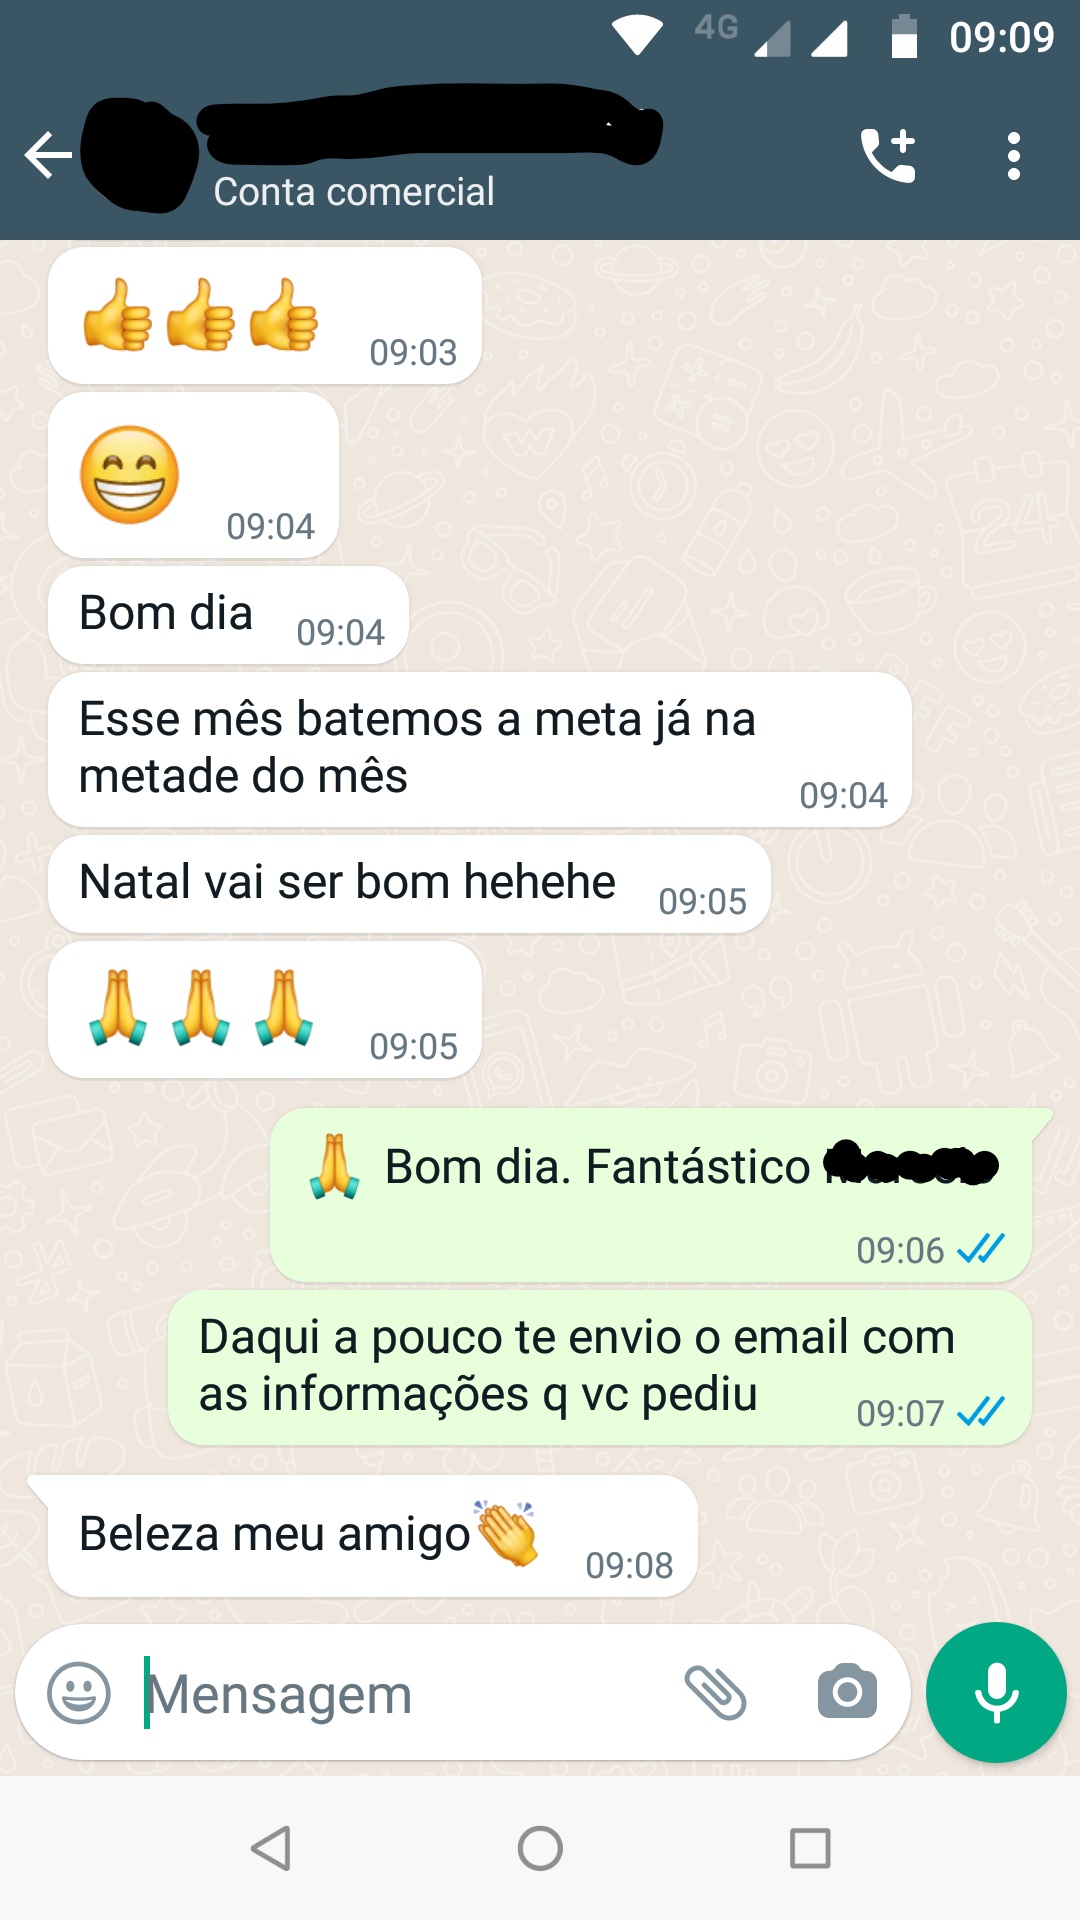 4G 09:09
Conta comercial
👍👍👍 09:03
😁 09:04
Bom dia 09:04
Esse mês batemos a meta já na
metade do mês 09:04
Natal vai ser bom hehehe 09:05
🙏🙏🙏 09:05
🙏 Bom dia. Fantástico
09:06
Daqui a pouco te envio o email com
as informações q vc pediu 09:07
Beleza meu amigo👏 09:08
Mensagem